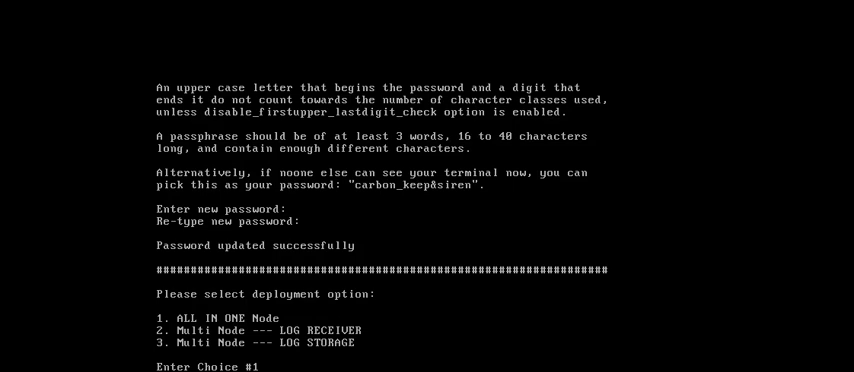 An upper case letter that begins the password and a digit that
ends it do not count towards the number of character classes used,
unless disable_firstupper_lastdigit_check option is enabled.
A passphrase should be of at least 3 words, 16 to 40 characters
long, and contain enough different characters.
Alternatively, if noone else can see your terminal now, you can
pick this as your password: "carbon_keep&siren".
Enter new password:
Re-type new password:
Password updated successfully
##################################################################
Please select deployment option:
1. ALL IN ONE Node
2. Multi Node --- LOG RECEIVER
3. Multi Node --- LOG STORAGE
Enter Choice #1